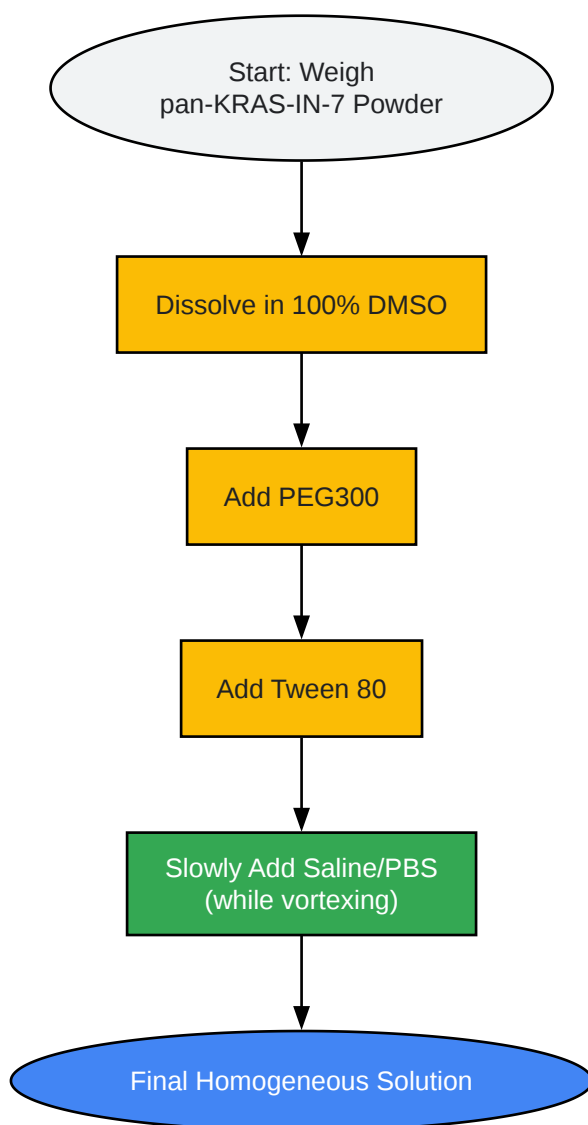 Start: Weigh
pan-KRAS-IN-7 Powder
Dissolve in 100% DMSO
Add PEG300
Add Tween 80
Slowly Add Saline/PBS
(while vortexing)
Final Homogeneous Solution